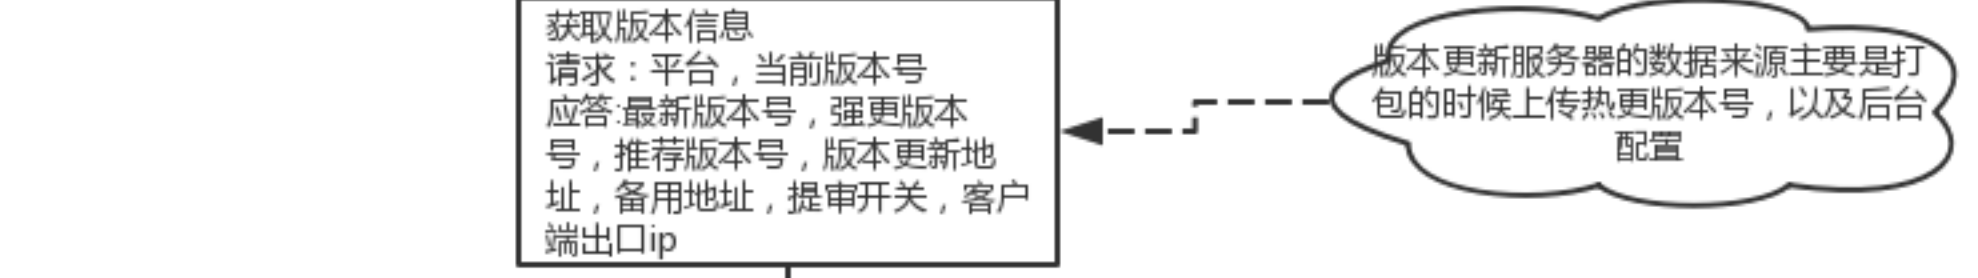 获取版本信息
请求：平台，当前版本号
应答:最新版本号，强更版本
号，推荐版本号，版本更新地
址，备用地址，提审开关，客户
端出口ip
版本更新服务器的数据来源主要是打
包的时候上传热更版本号，以及后台
配置